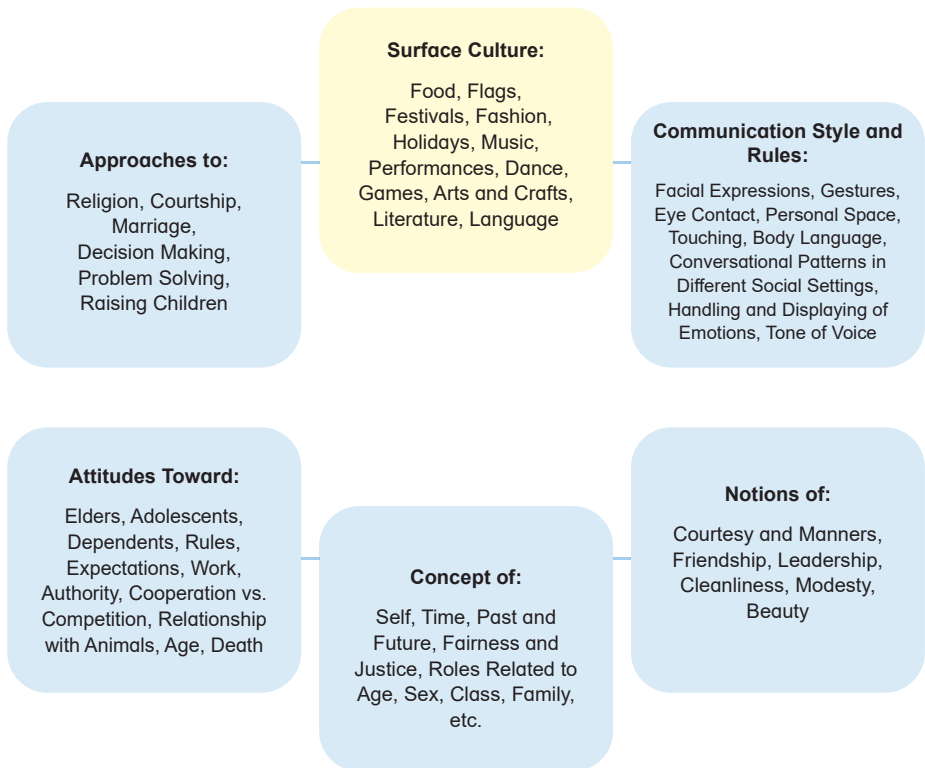 Surface Culture:
Food, Flags,
Festivals, Fashion,
Holidays, Music,
Performances, Dance,
Games, Arts and Crafts,
Literature, Language
Approaches to:
Religion, Courtship,
Marriage,
Decision Making,
Problem Solving,
Raising Children
Communication Style and
Rules:
Facial Expressions, Gestures,
Eye Contact, Personal Space,
Touching, Body Language,
Conversational Patterns in
Different Social Settings,
Handling and Displaying of
Emotions, Tone of Voice
Attitudes Toward:
Elders, Adolescents,
Dependents, Rules,
Expectations, Work,
Authority, Cooperation vs.
Competition, Relationship
with Animals, Age, Death
Concept of:
Self, Time, Past and
Future, Fairness and
Justice, Roles Related to
Age, Sex, Class, Family,
etc.
Notions of:
Courtesy and Manners,
Friendship, Leadership,
Cleanliness, Modesty,
Beauty